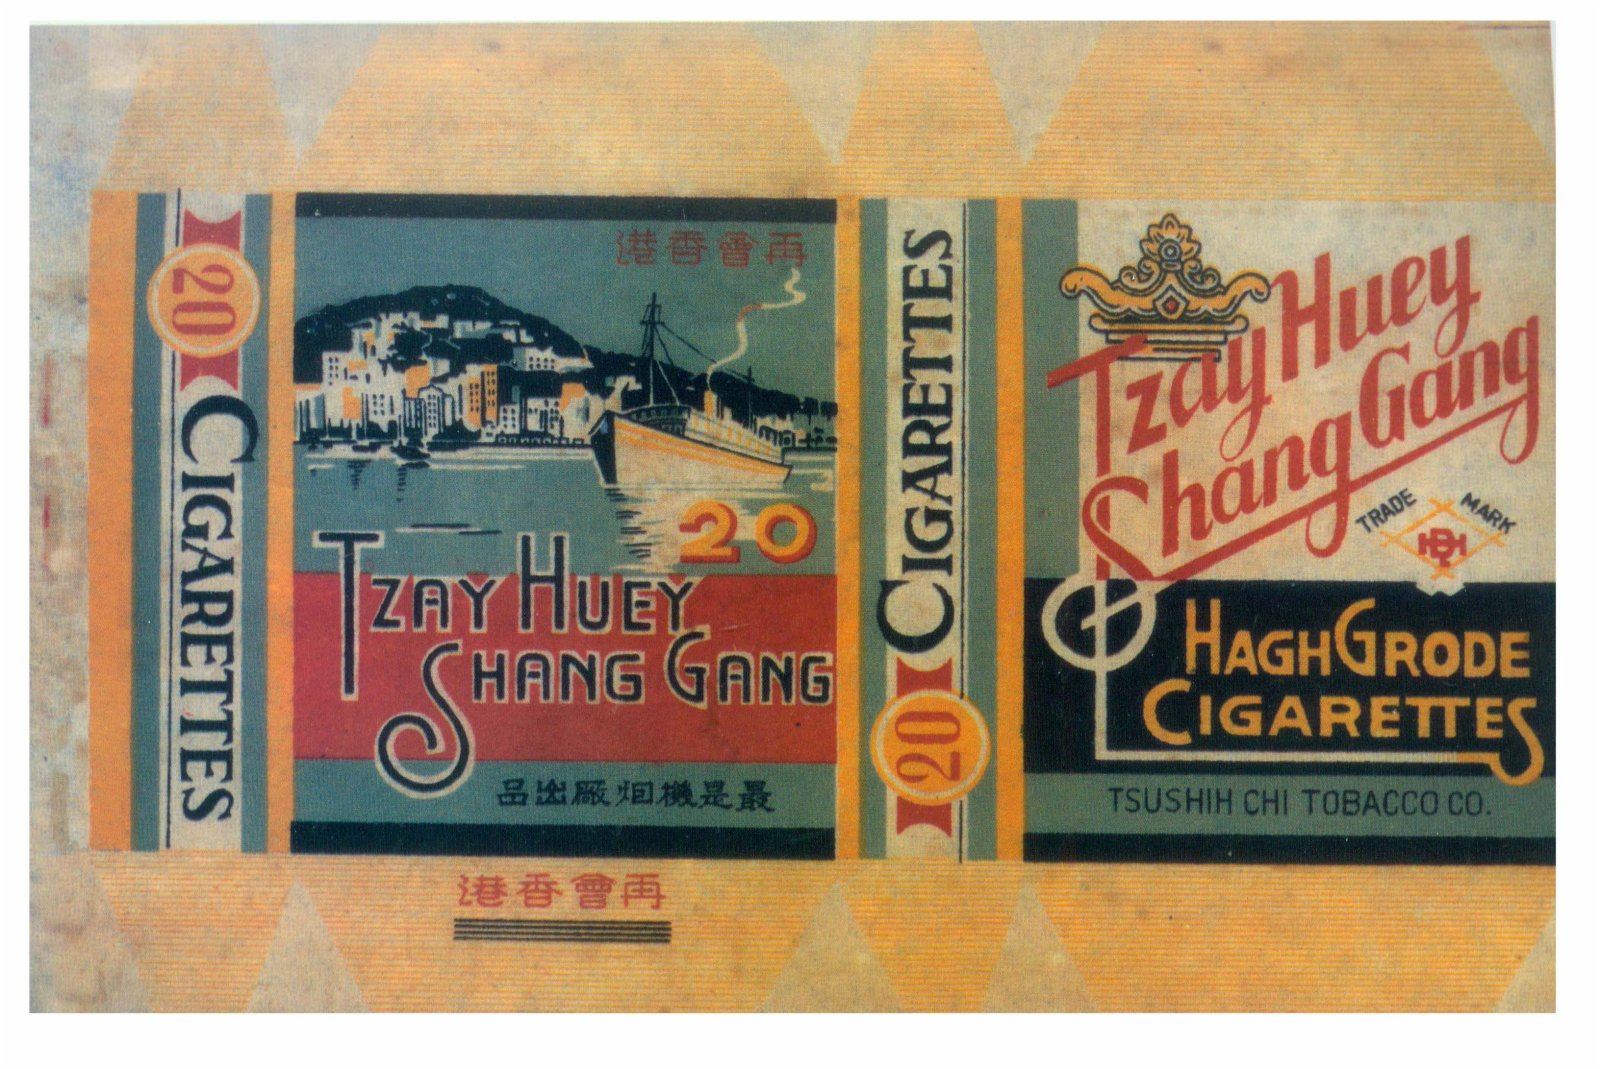 20
CIGARETTES
再會香港
20
TZAY HUEY
SHANG GANG
最是機烟厰出品
再會香港
CIGARETTES
20
Tzay Huey
Shang Gang
TRADE MARK
HAGH GRODE
CIGARETTES
TSUSHIH CHI TOBACCO CO.